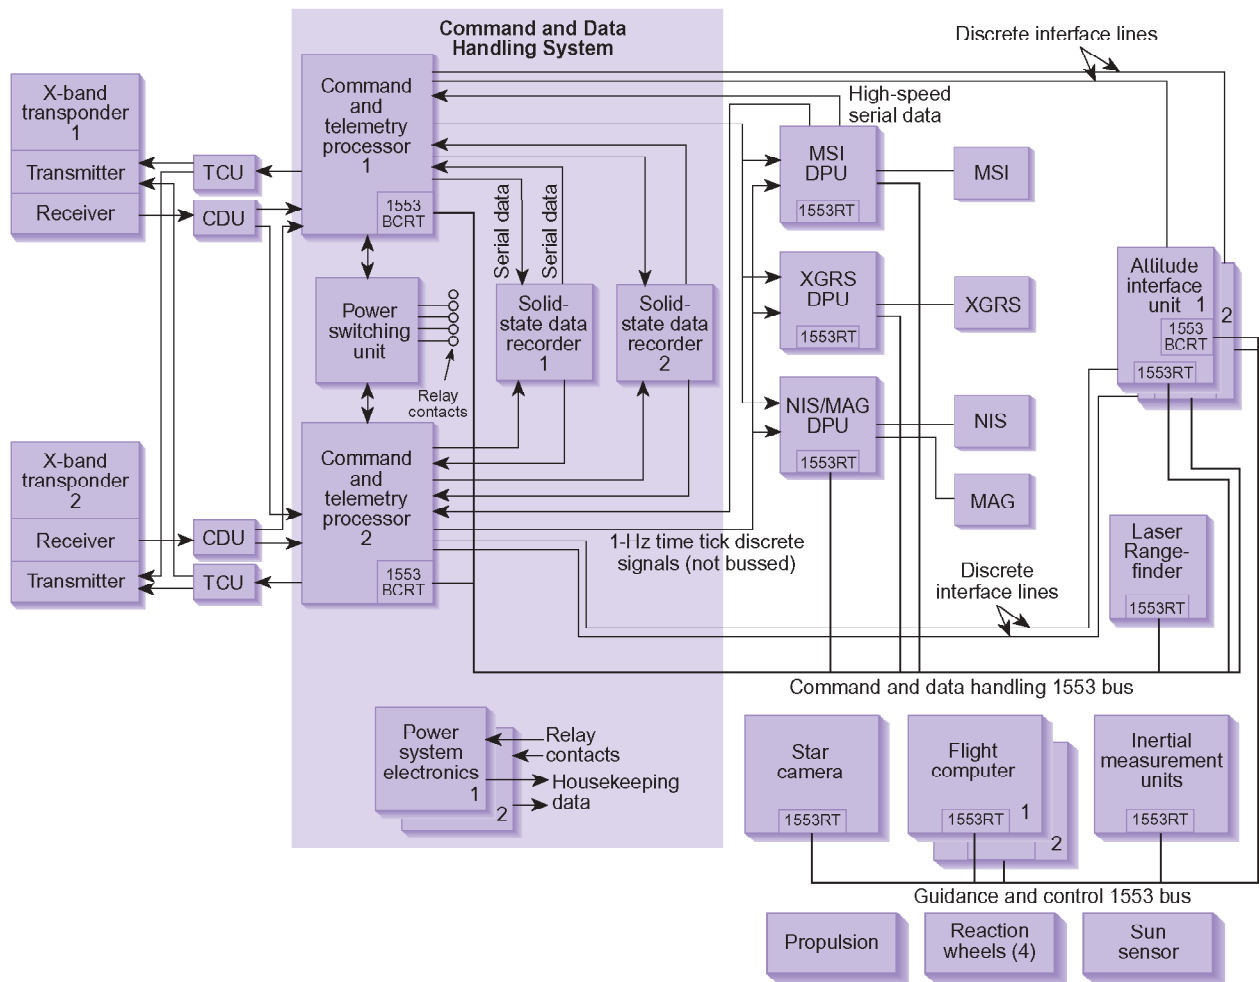 Command and Data
Handling System
Discrete interface lines
X-band
transponder
1
Transmitter
Receiver
TCU
CDU
Command
and
telemetry
processor
1
1553
BCRT
High-speed
serial data
MSI
DPU
1553RT
MSI
Serial data
Serial data
Power
switching
unit
Relay
contacts
Solid-
state data
recorder
1
Solid-
state data
recorder
2
XGRS
DPU
1553RT
XGRS
Altitude
interface
unit 1
2
1553
BCRT
1553RT
NIS/MAG
DPU
1553RT
NIS
MAG
X-band
transponder
2
Receiver
Transmitter
CDU
TCU
Command
and
telemetry
processor
2
1553
BCRT
1-Hz time tick discrete
signals (not bussed)
Discrete
interface lines
Laser
Range-
finder
1553RT
Command and data handling 1553 bus
Power
system
electronics
1
2
Relay
contacts
Housekeeping
data
Star
camera
1553RT
Flight
computer
1553RT
1
2
Inertial
measurement
units
1553RT
Guidance and control 1553 bus
Propulsion
Reaction
wheels (4)
Sun
sensor